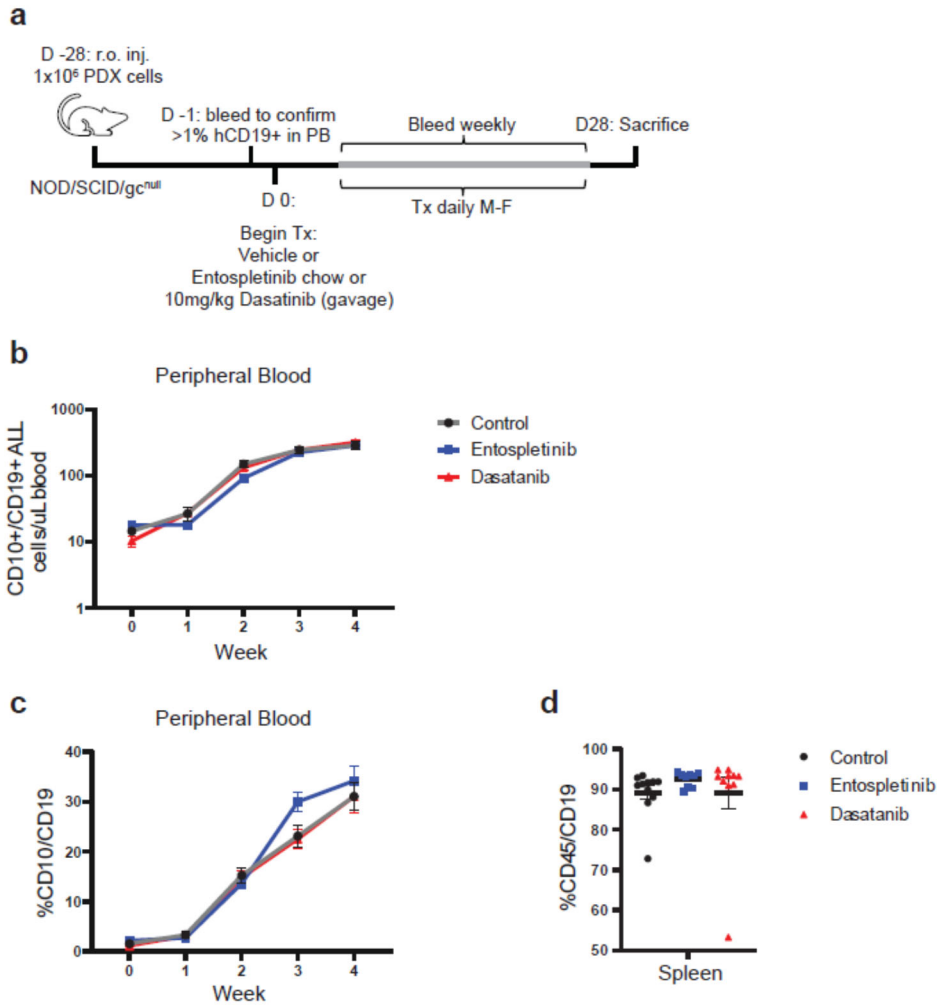 a
D -28: r.o. inj.
1x10⁶ PDX cells
D -1: bleed to confirm
>1% hCD19+ in PB
Bleed weekly
D28: Sacrifice
NOD/SCID/gcⁿᵘˡˡ
D 0:
Tx daily M-F
Begin Tx:
Vehicle or
Entospletinib chow or
10mg/kg Dasatinib (gavage)
b
Peripheral Blood
CD10+/CD19+ ALL
cells/uL blood
1000
100
10
1
0 1 2 3 4
Week
Control
Entospletinib
Dasatanib
c
Peripheral Blood
%CD10/CD19
40
30
20
10
0
0 1 2 3 4
Week
d
%CD45/CD19
100
90
80
70
60
50
Spleen
Control
Entospletinib
Dasatanib